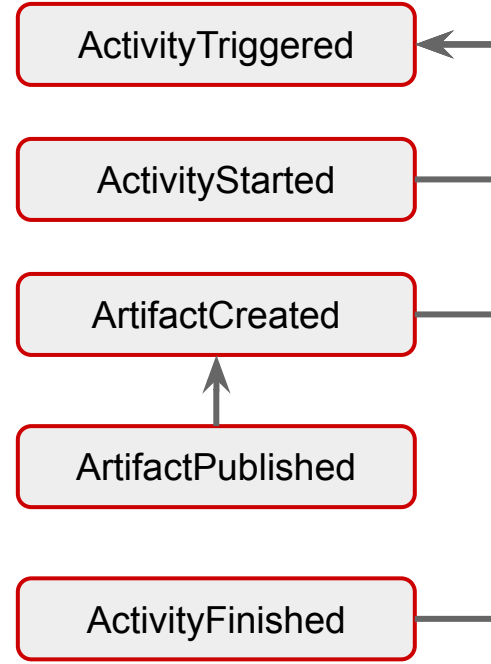 ActivityTriggered
ActivityStarted
ArtifactCreated
ArtifactPublished
ActivityFinished